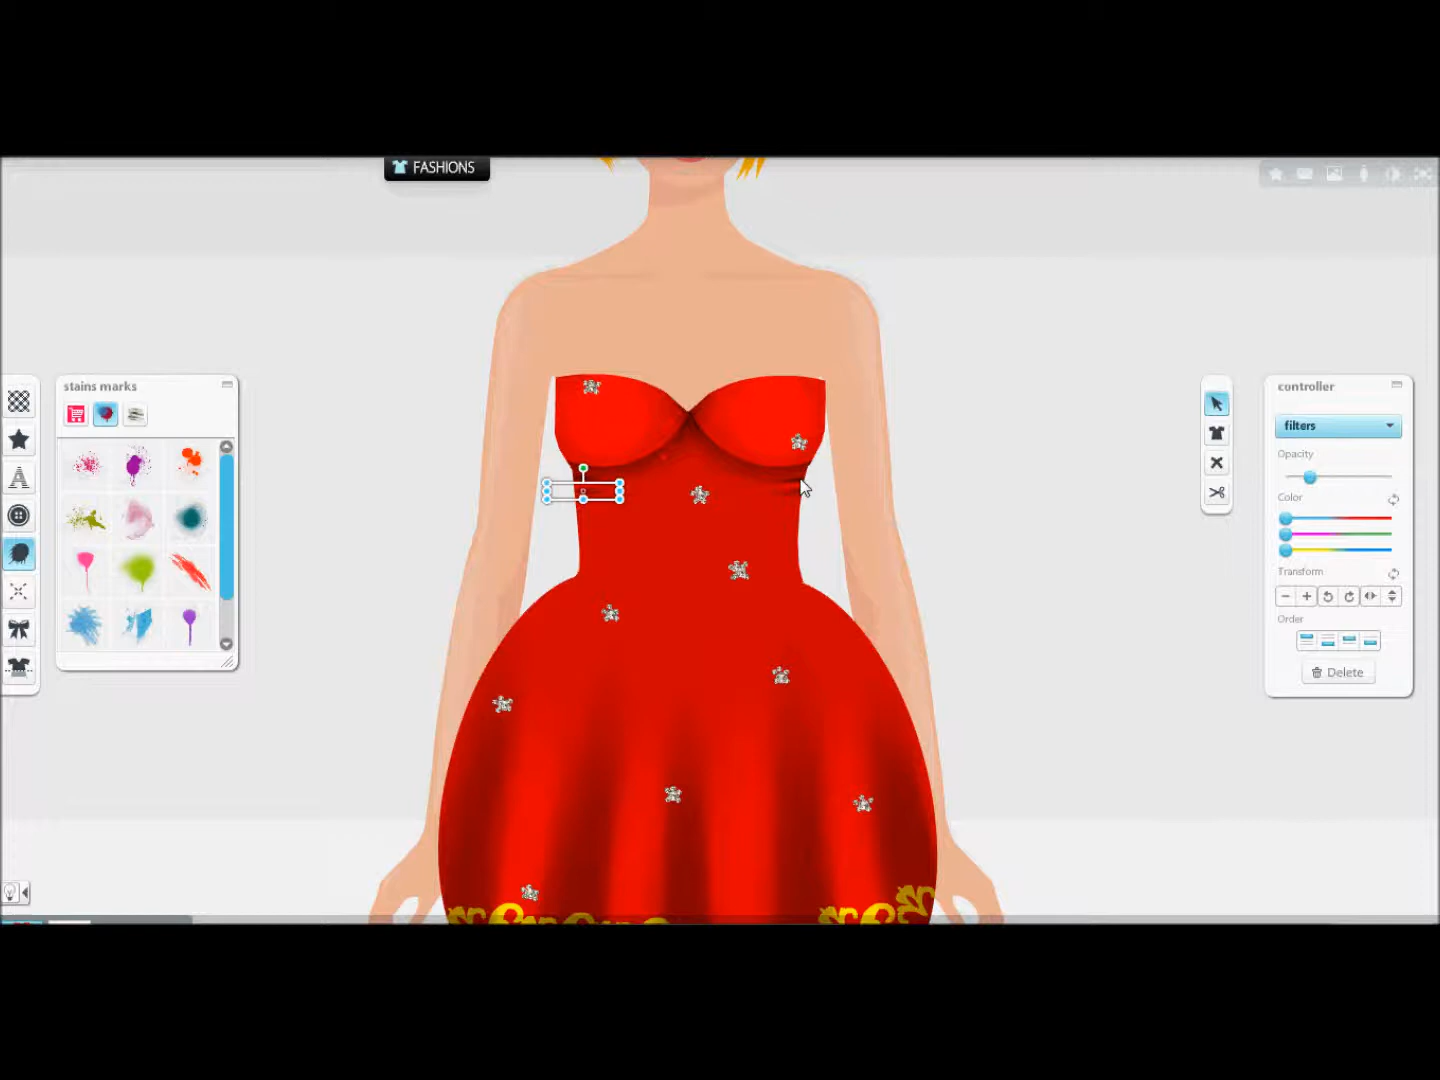 FASHIONS
stains marks
controller
filters
Opacity
Color
Transform
Order
Delete